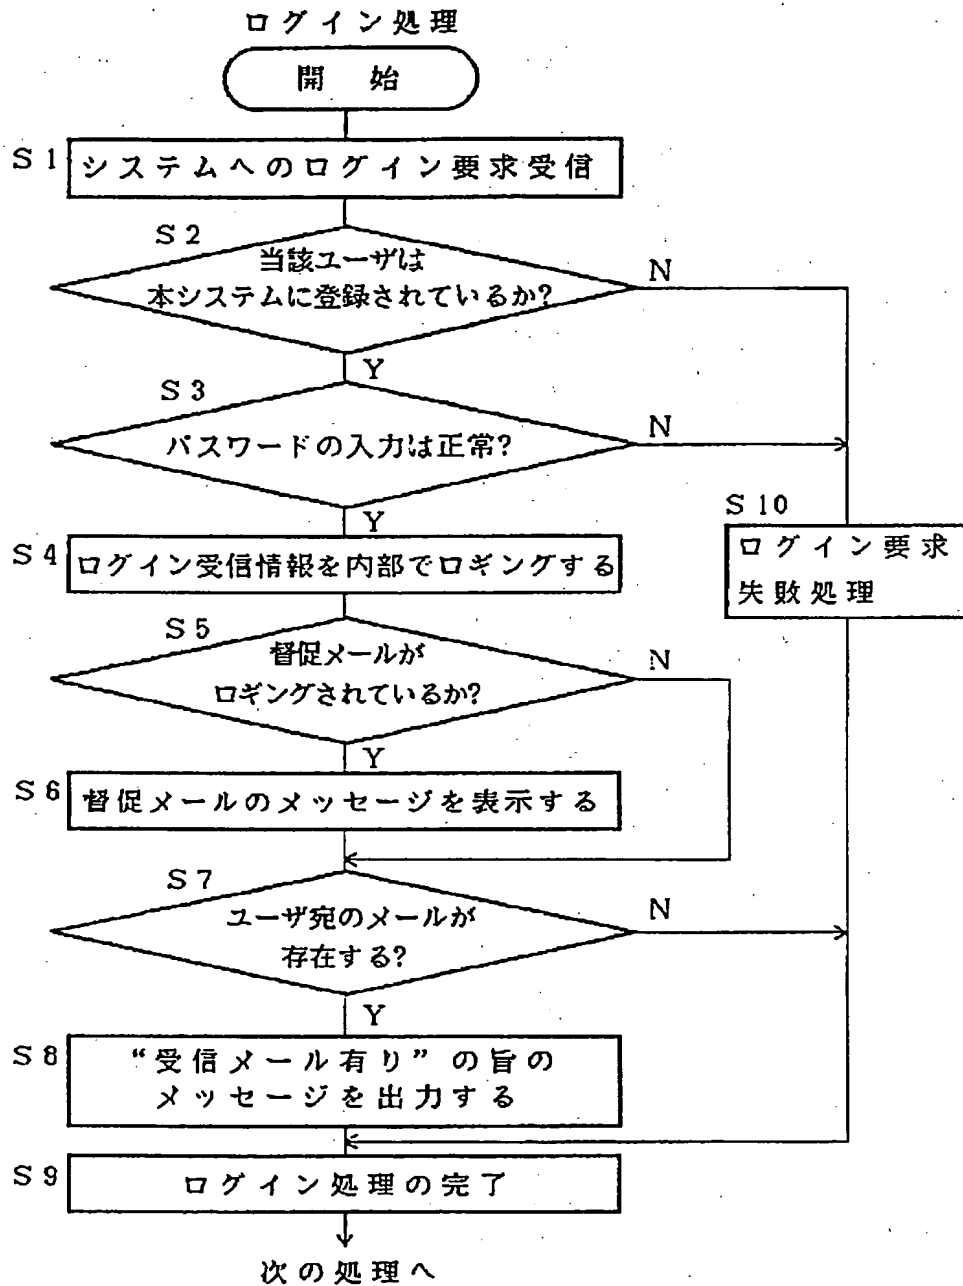 ログイン処理
開 始
S1
システムへのログイン要求受信
S2
当該ユーザは
本システムに登録されているか?
N
Y
S3
パスワードの入力は正常?
N
Y
S10
ログイン要求
失敗処理
S4
ログイン受信情報を内部でロギングする
S5
督促メールが
ロギングされているか?
N
Y
S6
督促メールのメッセージを表示する
S7
ユーザ宛のメールが
存在する?
N
Y
S8
“受信メール有り”の旨の
メッセージを出力する
S9
ログイン処理の完了
次の処理へ